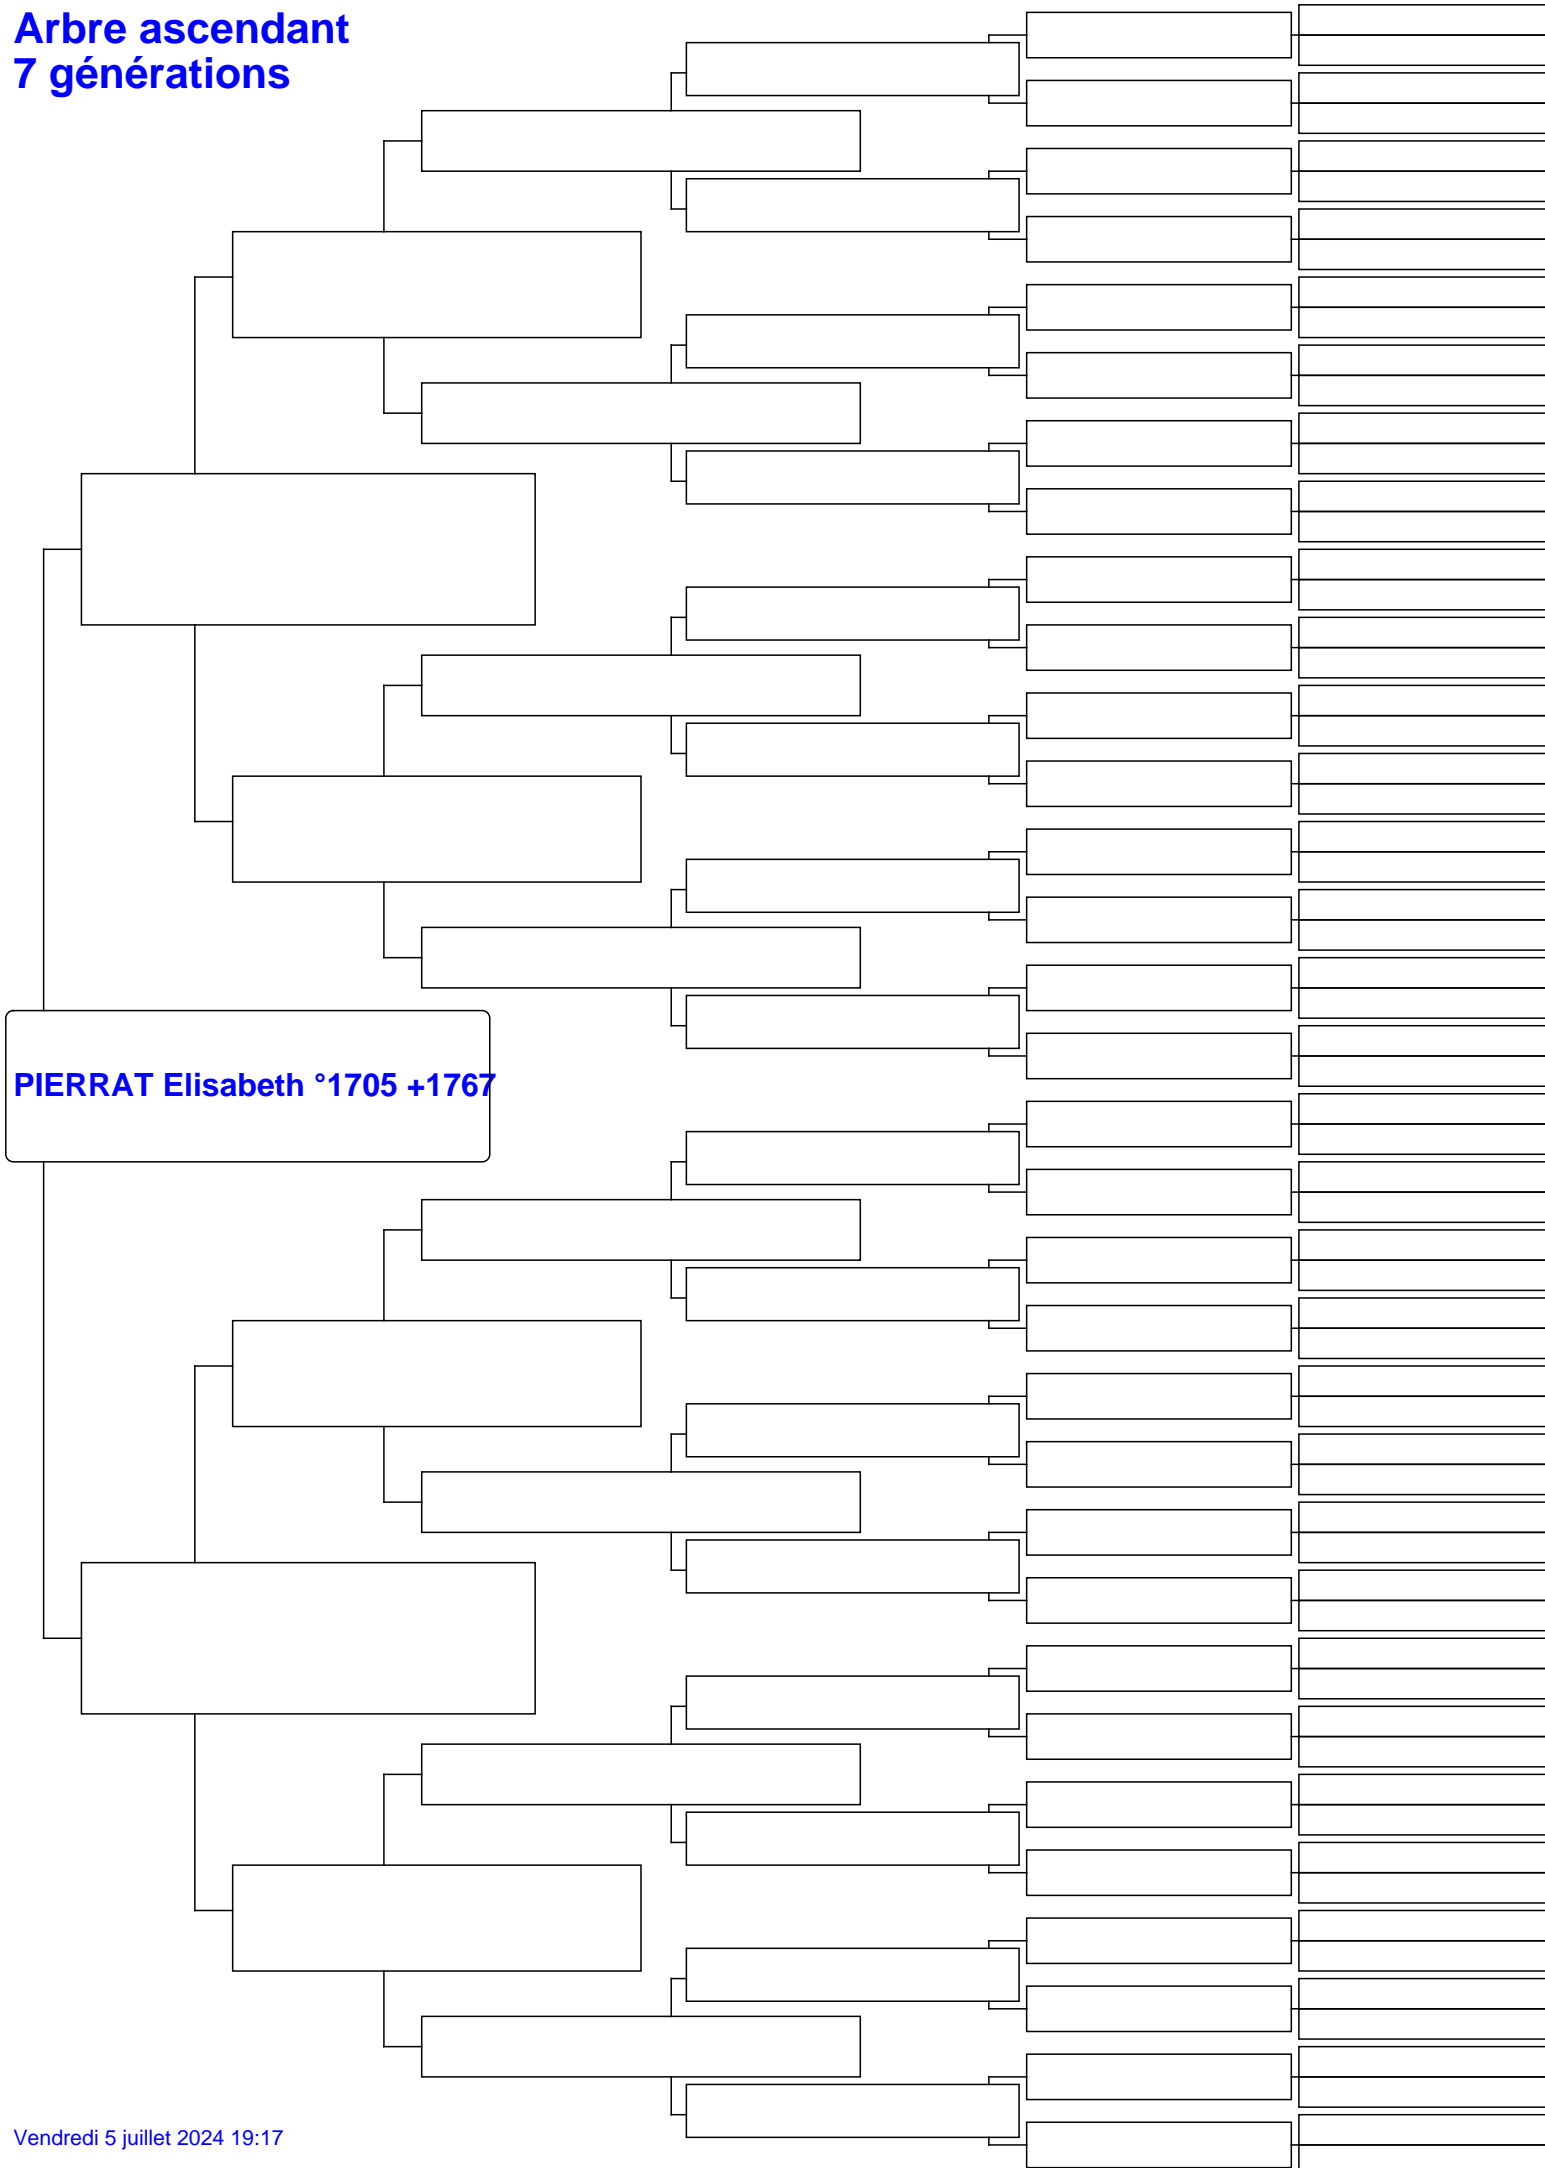 Arbre ascendant
7 générations
PIERRAT Elisabeth °1705 +1767
Vendredi 5 juillet 2024 19:17